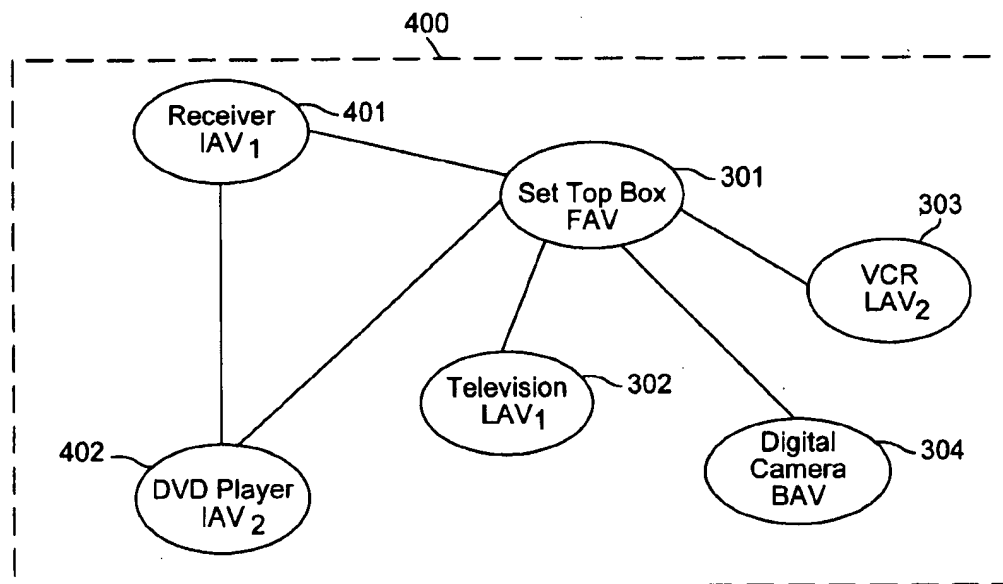 400
Receiver
IAV1
401
Set Top Box
FAV
301
303
VCR
LAV2
Television
LAV1
302
402
DVD Player
IAV2
Digital
Camera
BAV
304